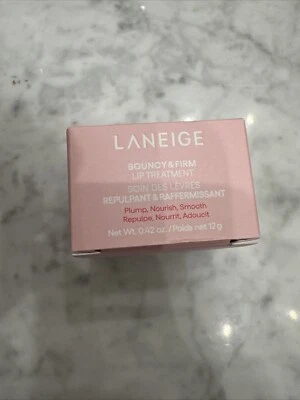 LANEIGE
BOUNCY & FIRM
LIP TREATMENT
SOIN DES LÈVRES
REPULPANT & RAFFERMISSANT
Plump, Nourish, Smooth
Repulpe, Nourrit, Adoucit
Net Wt. 0.42 oz. / Poids net 12 g